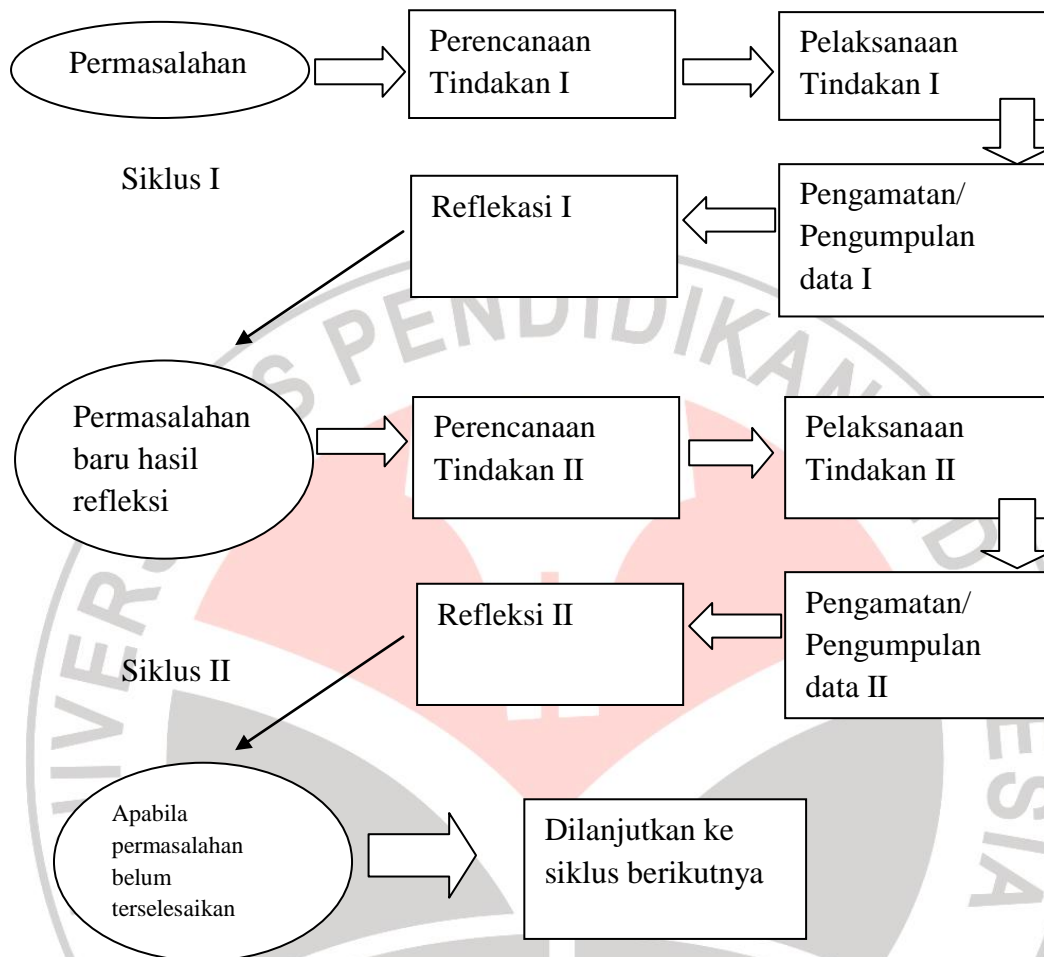 Permasalahan
Perencanaan
Tindakan I
Pelaksanaan
Tindakan I
Siklus I
Reflekasi I
Pengamatan/
Pengumpulan
data I
Permasalahan
baru hasil
refleksi
Perencanaan
Tindakan II
Pelaksanaan
Tindakan II
Siklus II
Refleksi II
Pengamatan/
Pengumpulan
data II
Apabila
permasalahan
belum
terselesaikan
Dilanjutkan ke
siklus berikutnya
PENDIDIKAN